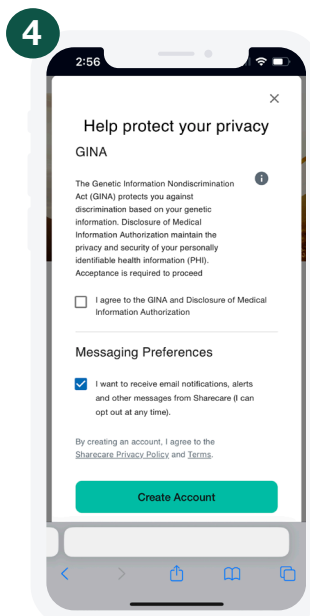 4
2:56
Help protect your privacy
GINA
The Genetic Information Nondiscrimination
Act (GINA) protects you against
discrimination based on your genetic
information. Disclosure of Medical
Information Authorization maintain the
privacy and security of your personally
identifiable health information (PHI).
Acceptance is required to proceed
I agree to the GINA and Disclosure of Medical
Information Authorization
Messaging Preferences
I want to receive email notifications, alerts
and other messages from Sharecare (I can
opt out at any time).
By creating an account, I agree to the
Sharecare Privacy Policy and Terms.
Create Account